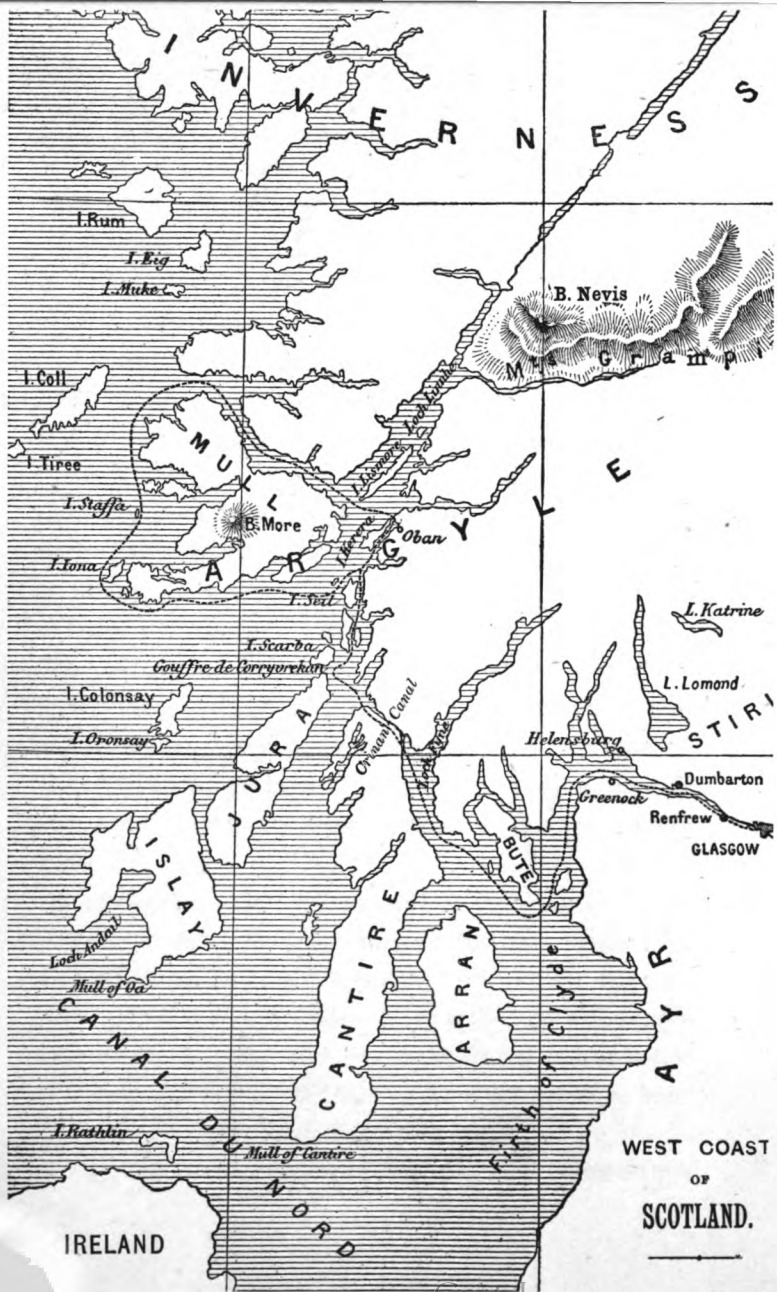 INVERNESS
I. Rum
I. Eig
I. Muke
B. Nevis
Mts Grampi
I. Coll
I. Tiree
Loch Linnhe
I. Lismore
MULL
I. Staffa
B. More
I. Kerera
Oban
ARGYLE
I. Iona
I. Seil
I. Scarba
Gouffre de Corryvrekan
L. Katrine
L. Lomond
STIRI
I. Colonsay
I. Oronsay
JURA
Crinan Canal
Loch Fyne
Helensburg
Greenock
Dumbarton
Renfrew
GLASGOW
BUTE
ISLAY
Loch Andail
Mull of Oa
CANTIRE
ARRAN
Firth of Clyde
AYR
CANAL DU NORD
I. Rathlin
Mull of Cantire
IRELAND
WEST COAST
OF
SCOTLAND.